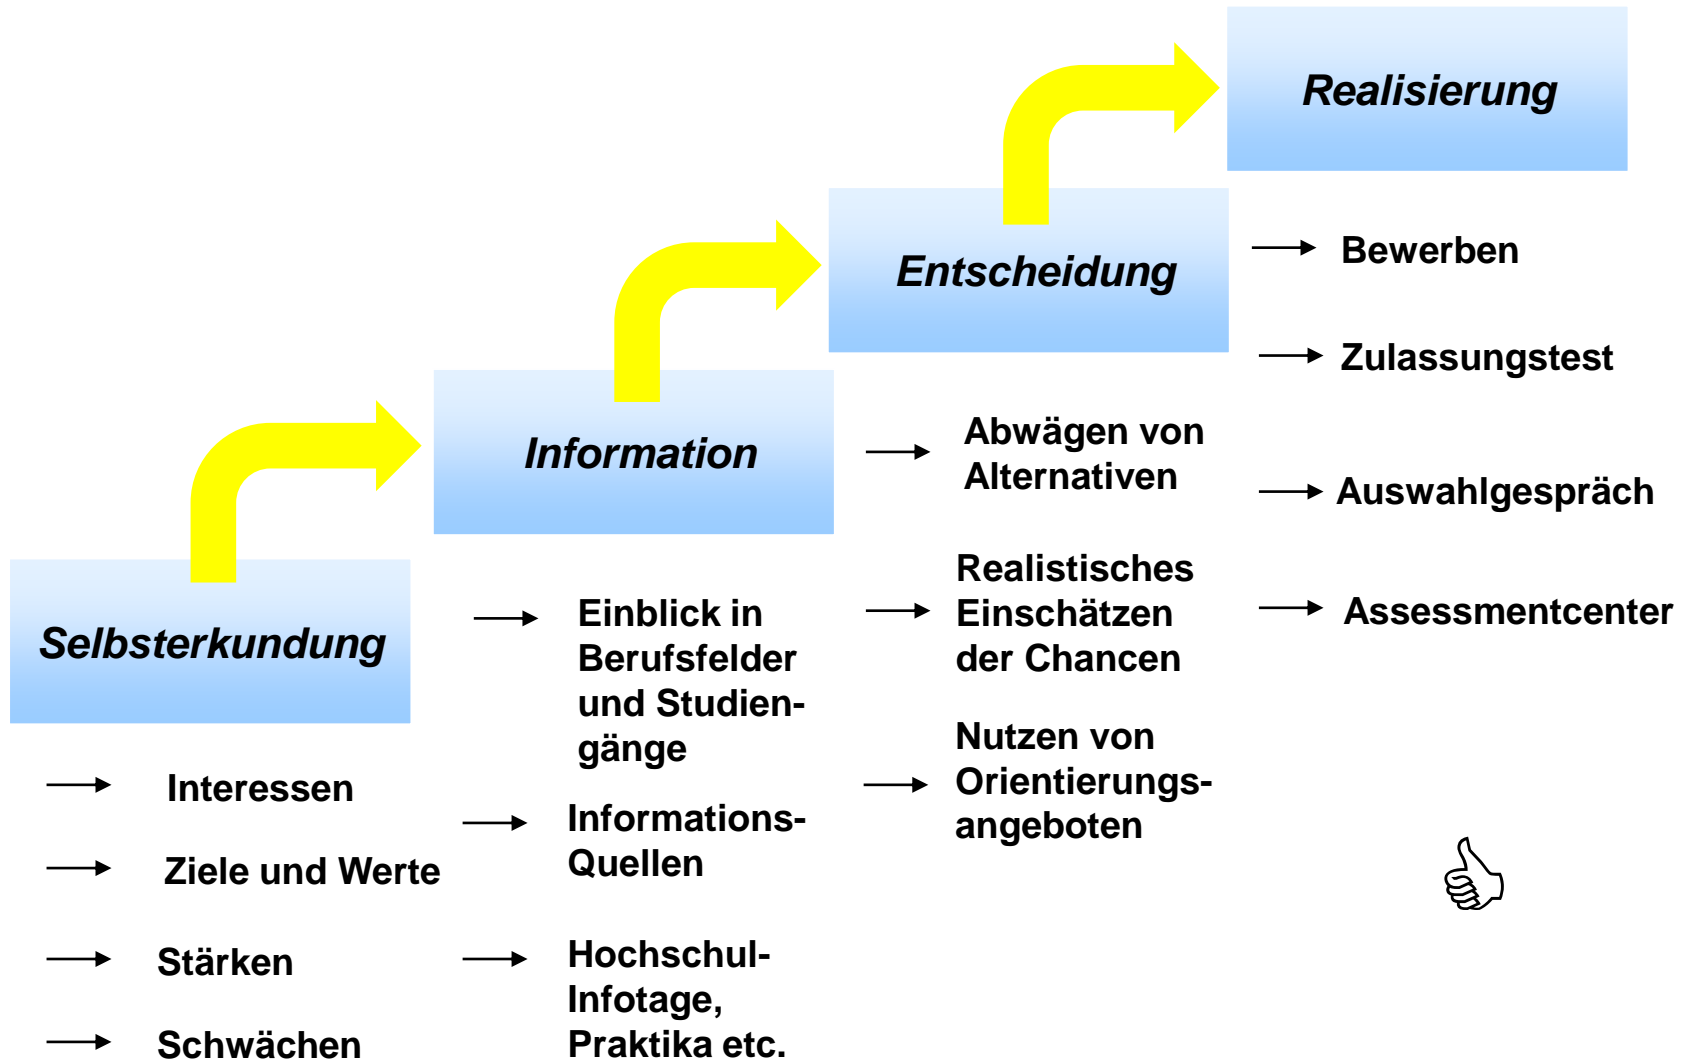 Selbsterkundung
Interessen
Ziele und Werte
Stärken
Schwächen
Information
Einblick in
Berufsfelder
und Studien-
gänge
Informations-
Quellen
Hochschul-
Infotage,
Praktika etc.
Entscheidung
Abwägen von
Alternativen
Realistisches
Einschätzen
der Chancen
Nutzen von
Orientierungs-
angeboten
Realisierung
Bewerben
Zulassungstest
Auswahlgespräch
Assessmentcenter